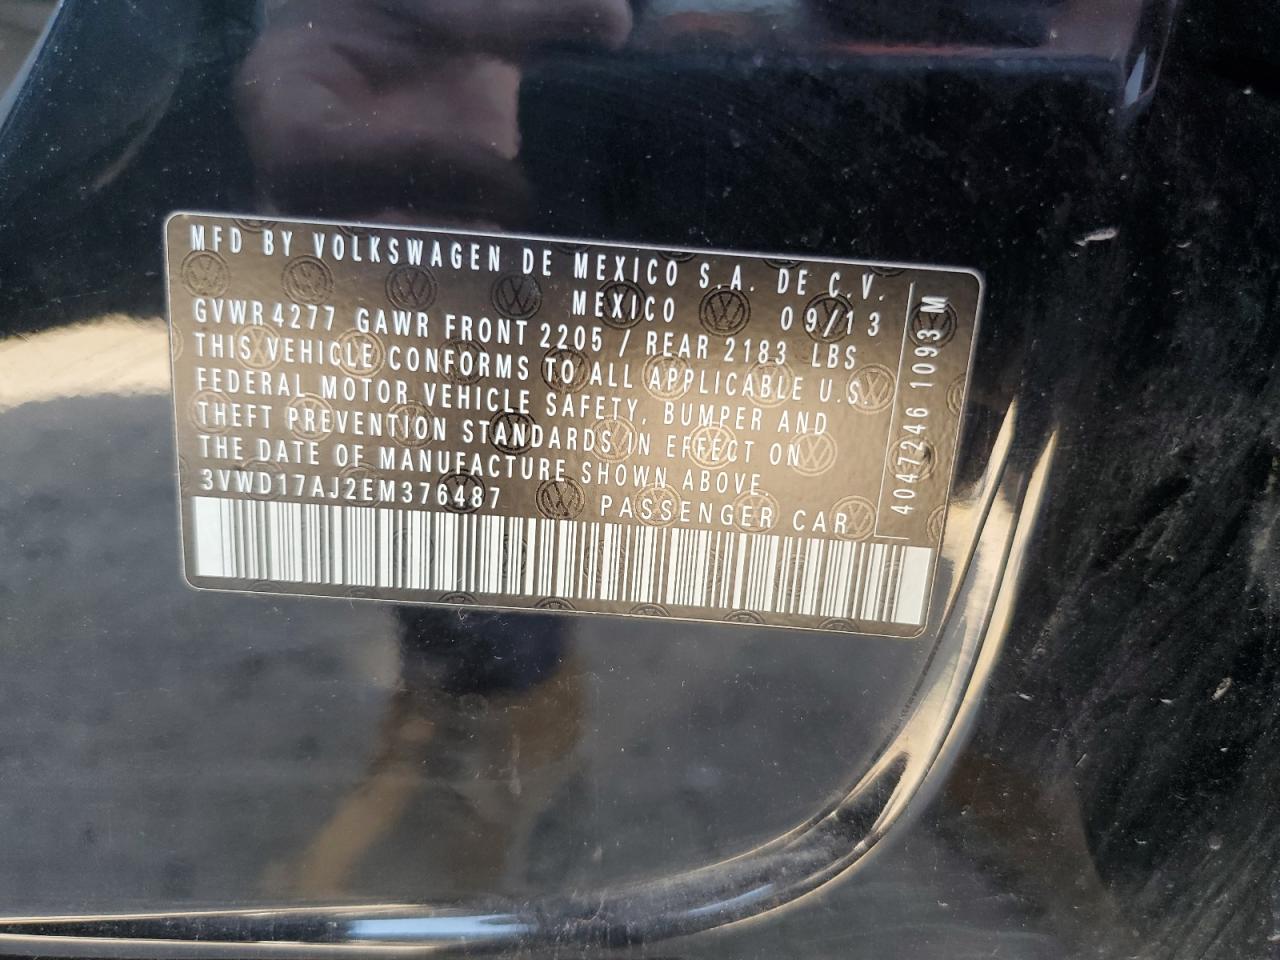 MFD BY VOLKSWAGEN DE MEXICO S.A. DE C.V.
MEXICO 09/13
GVWR 4277 GAWR FRONT 2205 / REAR 2183 LBS
THIS VEHICLE CONFORMS TO ALL APPLICABLE U.S.
FEDERAL MOTOR VEHICLE SAFETY, BUMPER AND
THEFT PREVENTION STANDARDS IN EFFECT ON
THE DATE OF MANUFACTURE SHOWN ABOVE.
3VWD17AJ2EM376487 PASSENGER CAR
4047246 1093 M